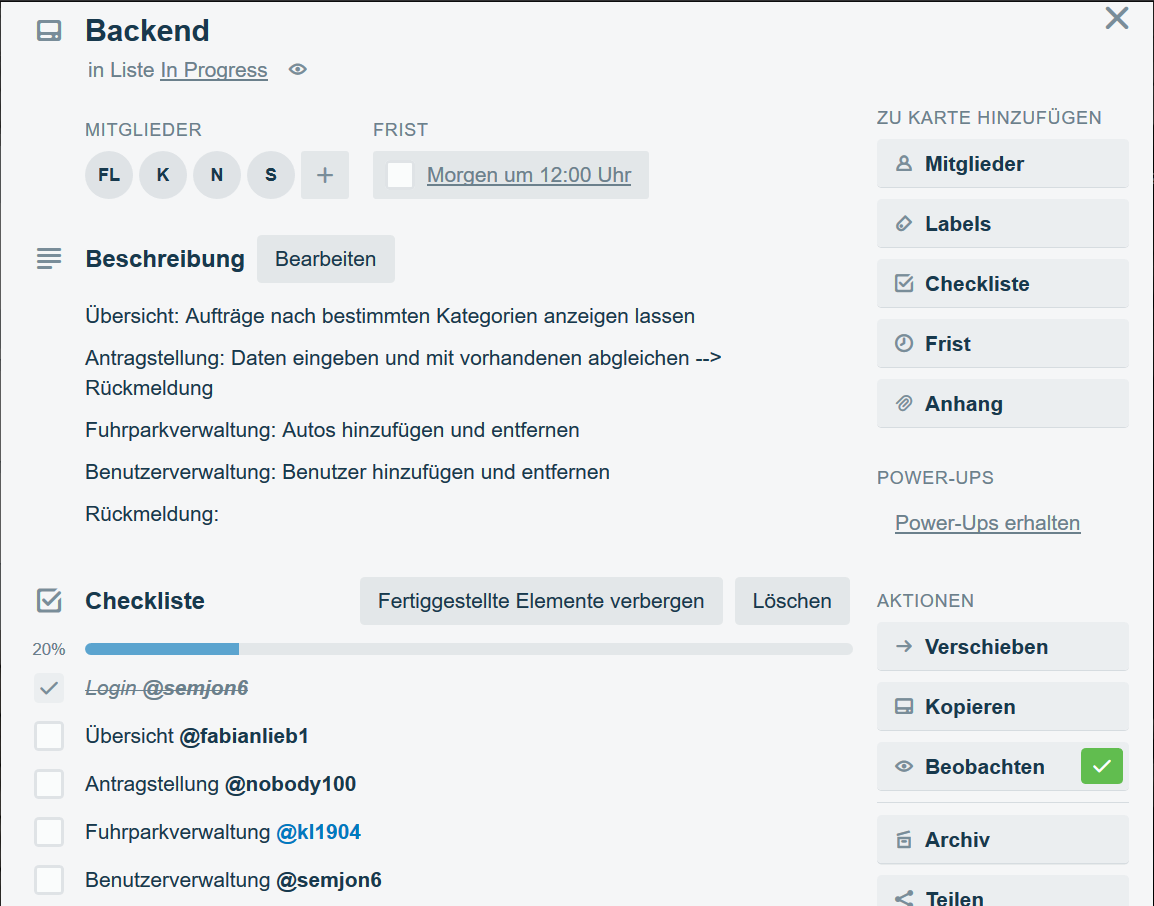 Backend
in Liste In Progress
MITGLIEDER
FL K N S +
FRIST
Morgen um 12:00 Uhr
Beschreibung Bearbeiten
Übersicht: Aufträge nach bestimmten Kategorien anzeigen lassen
Antragstellung: Daten eingeben und mit vorhandenen abgleichen -->
Rückmeldung
Fuhrparkverwaltung: Autos hinzufügen und entfernen
Benutzerverwaltung: Benutzer hinzufügen und entfernen
Rückmeldung:
Checkliste Fertiggestellte Elemente verbergen Löschen
20%
Login @semjon6
Übersicht @fabianlieb1
Antragstellung @nobody100
Fuhrparkverwaltung @kl1904
Benutzerverwaltung @semjon6
ZU KARTE HINZUFÜGEN
Mitglieder
Labels
Checkliste
Frist
Anhang
POWER-UPS
Power-Ups erhalten
AKTIONEN
Verschieben
Kopieren
Beobachten
Archiv
Teilen